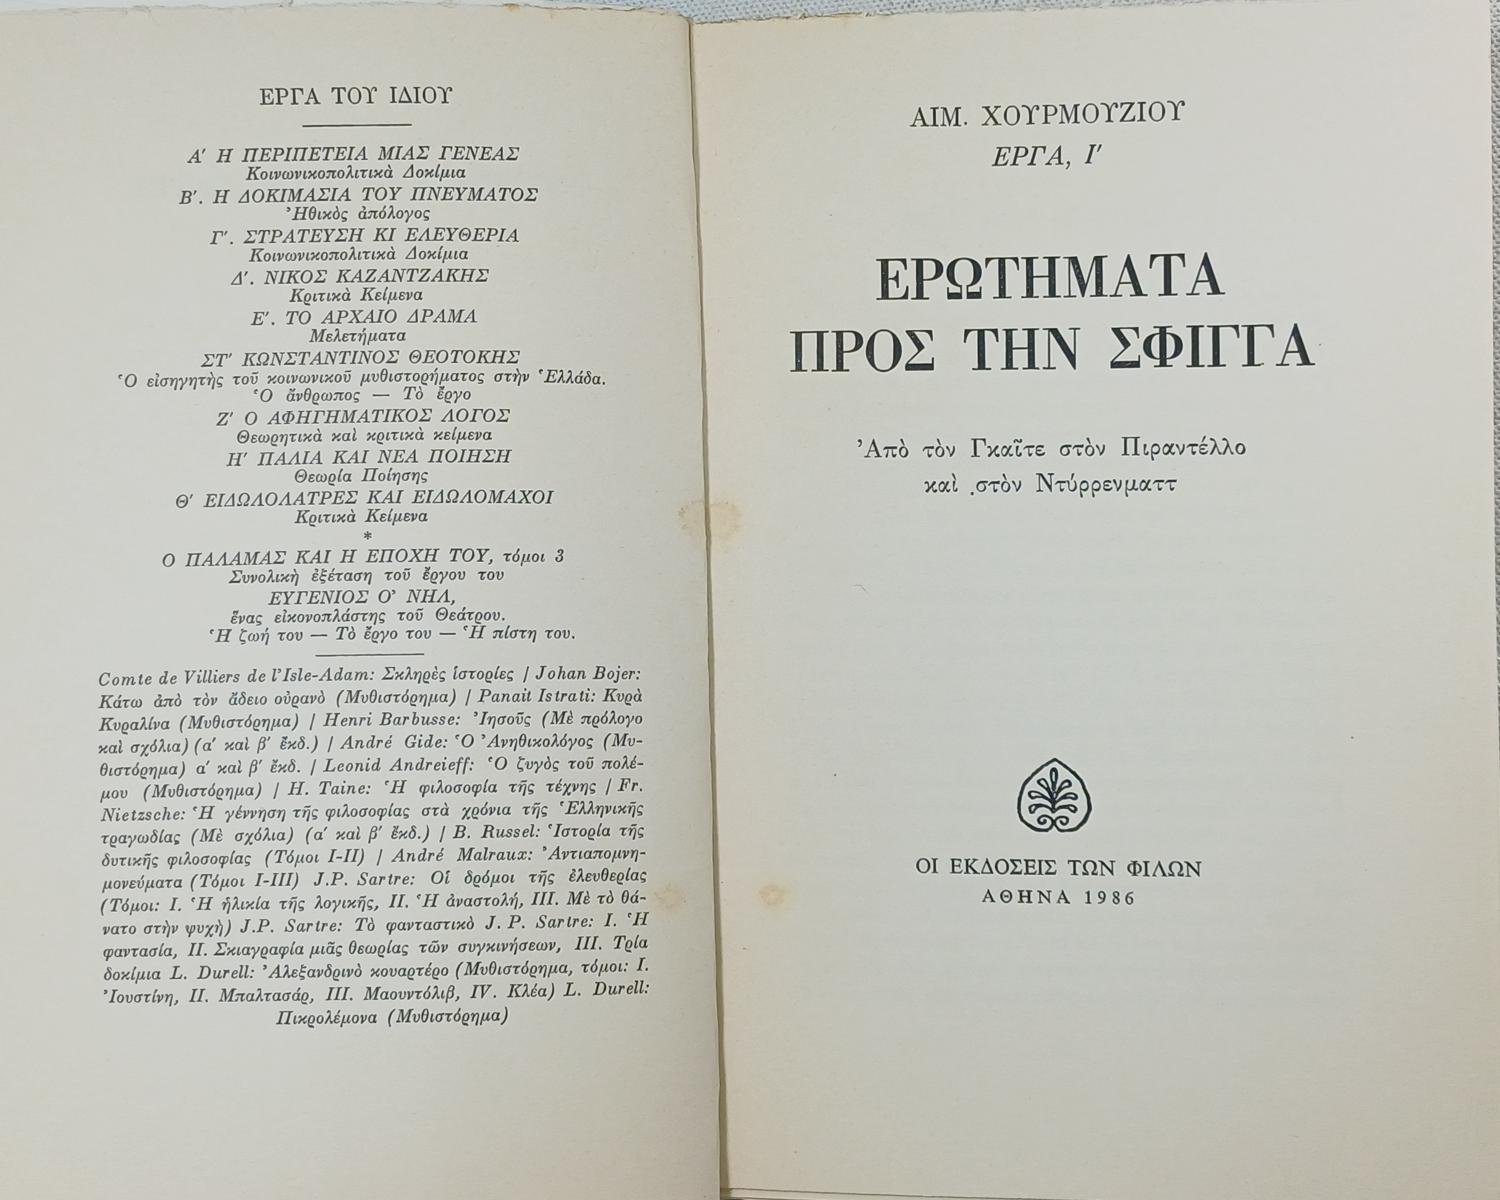 ΕΡΓΑ ΤΟΥ ΙΔΙΟΥ
Α' Η ΠΕΡΙΠΕΤΕΙΑ ΜΙΑΣ ΓΕΝΕΑΣ
Κοινωνικοπολιτικὰ Δοκίμια
Β'. Η ΔΟΚΙΜΑΣΙΑ ΤΟΥ ΠΝΕΥΜΑΤΟΣ
Ἠθικὸς ἀπόλογος
Γ'. ΣΤΡΑΤΕΥΣΗ ΚΙ ΕΛΕΥΘΕΡΙΑ
Κοινωνικοπολιτικὰ Δοκίμια
Δ'. ΝΙΚΟΣ ΚΑΖΑΝΤΖΑΚΗΣ
Κριτικὰ Κείμενα
Ε'. ΤΟ ΑΡΧΑΙΟ ΔΡΑΜΑ
Μελετήματα
ΣΤ' ΚΩΝΣΤΑΝΤΙΝΟΣ ΘΕΟΤΟΚΗΣ
Ὁ εἰσηγητὴς τοῦ κοινωνικοῦ μυθιστορήματος στὴν Ἑλλάδα.
Ὁ ἄνθρωπος — Τὸ ἔργο
Ζ' Ο ΑΦΗΓΗΜΑΤΙΚΟΣ ΛΟΓΟΣ
Θεωρητικὰ καὶ κριτικὰ κείμενα
Η' ΠΑΛΙΑ ΚΑΙ ΝΕΑ ΠΟΙΗΣΗ
Θεωρία Ποίησης
Θ' ΕΙΔΩΛΟΛΑΤΡΕΣ ΚΑΙ ΕΙΔΩΛΟΜΑΧΟΙ
Κριτικὰ Κείμενα
*
Ο ΠΑΛΑΜΑΣ ΚΑΙ Η ΕΠΟΧΗ ΤΟΥ, τόμοι 3
Συνολικὴ ἐξέταση τοῦ ἔργου του
ΕΥΓΕΝΙΟΣ Ο' ΝΗΛ,
ἕνας εἰκονοπλάστης τοῦ Θεάτρου.
Ἡ ζωή του — Τὸ ἔργο του — Ἡ πίστη του.
Comte de Villiers de l'Isle-Adam: Σκληρὲς ἱστορίες | Johan Bojer:
Κάτω ἀπὸ τὸν ἄδειο οὐρανὸ (Μυθιστόρημα) | Panait Istrati: Κυρὰ
Κυραλίνα (Μυθιστόρημα) | Henri Barbusse: Ἰησοῦς (Μὲ πρόλογο
καὶ σχόλια) (α' καὶ β' ἔκδ.) | André Gide: Ὁ Ἀνηθικολόγος (Μυ-
θιστόρημα) α' καὶ β' ἔκδ. | Leonid Andreieff: Ὁ ζυγὸς τοῦ πολέ-
μου (Μυθιστόρημα) | H. Taine: Ἡ φιλοσοφία τῆς τέχνης | Fr.
Nietzsche: Ἡ γέννηση τῆς φιλοσοφίας στὰ χρόνια τῆς Ἑλληνικῆς
τραγωδίας (Μὲ σχόλια) (α' καὶ β' ἔκδ.) | B. Russel: Ἱστορία τῆς
δυτικῆς φιλοσοφίας (Τόμοι I-II) | André Malraux: Ἀντιαπομνη-
μονεύματα (Τόμοι I-III) J.P. Sartre: Οἱ δρόμοι τῆς ἐλευθερίας
(Τόμοι: I. Ἡ ἡλικία τῆς λογικῆς, II. Ἡ ἀναστολή, III. Μὲ τὸ θά-
νατο στὴν ψυχὴ) J.P. Sartre: Τὸ φανταστικὸ J. P. Sartre: I. Ἡ
φαντασία, II. Σκιαγραφία μιᾶς θεωρίας τῶν συγκινήσεων, III. Τρία
δοκίμια L. Durell: Ἀλεξανδρινὸ κουαρτέρο (Μυθιστόρημα, τόμοι: I.
Ἰουστίνη, II. Μπαλτασάρ, III. Μαουντόλιβ, IV. Κλέα) L. Durell:
Πικρολέμονα (Μυθιστόρημα)
ΑΙΜ. ΧΟΥΡΜΟΥΖΙΟΥ
ΕΡΓΑ, Ι'
ΕΡΩΤΗΜΑΤΑ
ΠΡΟΣ ΤΗΝ ΣΦΙΓΓΑ
Ἀπὸ τὸν Γκαῖτε στὸν Πιραντέλλο
καὶ στὸν Ντύρρενματτ
ΟΙ ΕΚΔΟΣΕΙΣ ΤΩΝ ΦΙΛΩΝ
ΑΘΗΝΑ 1986